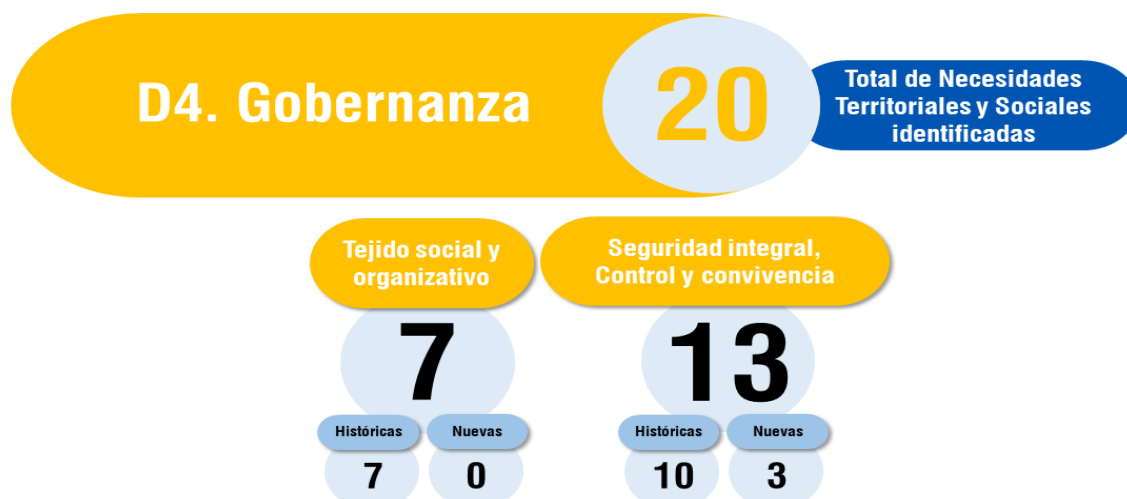 D4. Gobernanza
20
Total de Necesidades
Territoriales y Sociales
identificadas
Tejido social y
organizativo
7
Históricas
7
Nuevas
0
Seguridad integral,
Control y convivencia
13
Históricas
10
Nuevas
3